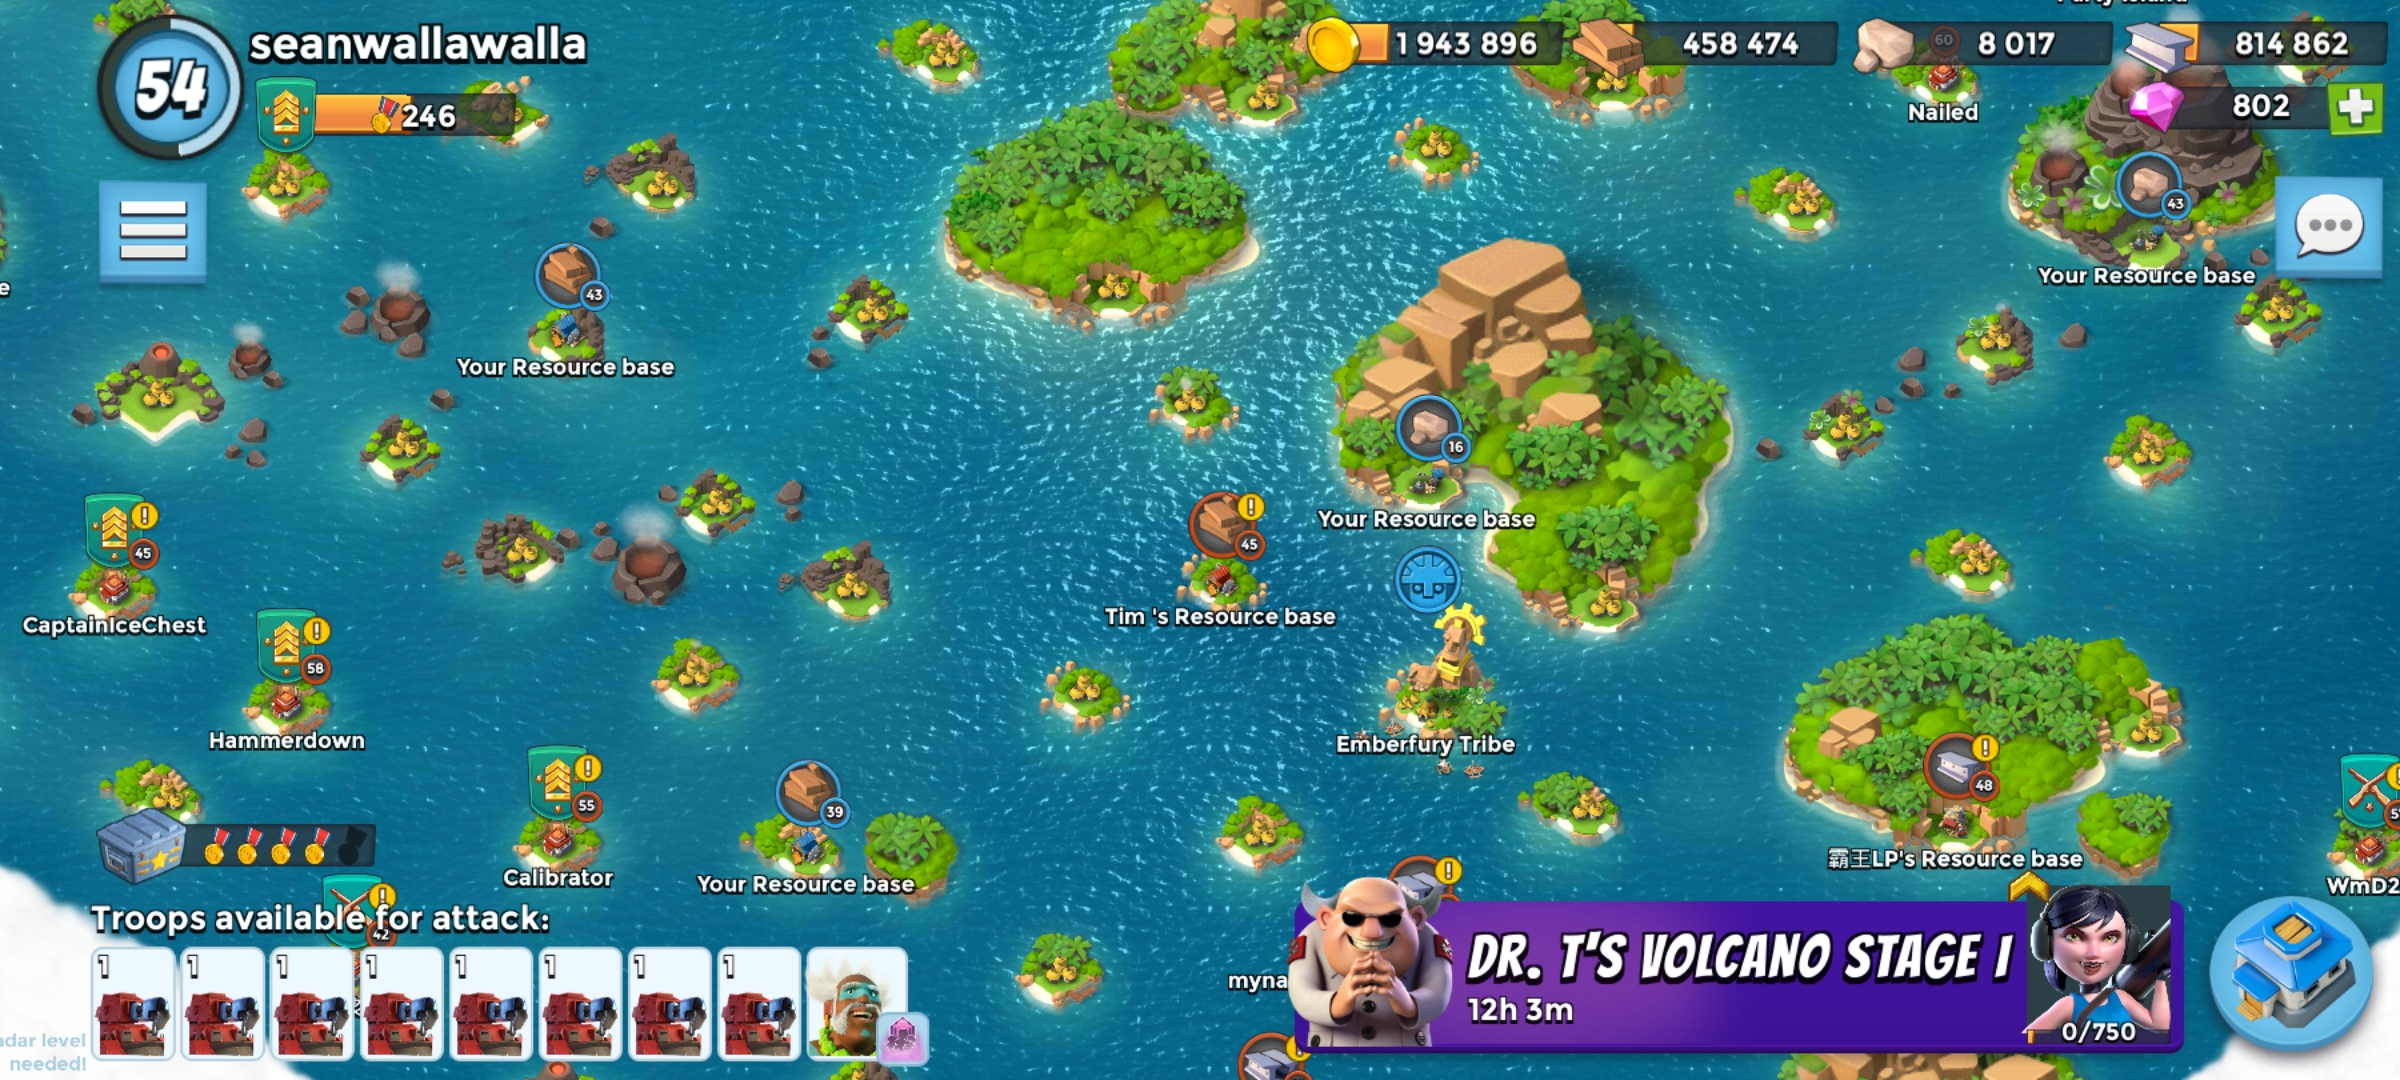 54
seanwallawalla
246
1 943 896
458 474
60
8 017
814 862
802
Nailed
43
Your Resource base
43
Your Resource base
16
Your Resource base
45
CaptainIceChest
45
Tim 's Resource base
58
Hammerdown
Emberfury Tribe
55
Calibrator
39
Your Resource base
48
霸王LP's Resource base
WmD2
42
Troops available for attack:
1 1 1 1 1 1 1 1
myna
DR. T'S VOLCANO STAGE I
12h 3m
0/750
dar level
needed!